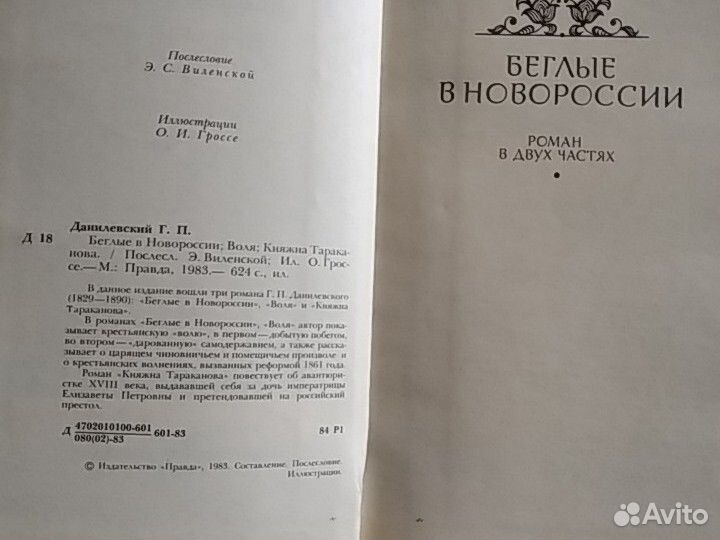 Послесловие
Э. С. Виленской
Иллюстрации
О. И. Гроссе
Данилевский Г. П.
Д 18
Беглые в Новороссии; Воля; Княжна Тарака-
нова. / Послесл. Э. Виленской; Ил. О. Грос-
се.— М.: Правда, 1983.— 624 с., ил.
В данное издание вошли три романа Г. П. Данилевского
(1829—1890): «Беглые в Новороссии», «Воля» и «Княжна
Тараканова».
В романах «Беглые в Новороссии», «Воля» автор пока-
зывает крестьянскую «волю», в первом — добытую побегом,
во втором — «дарованную» самодержавием, а также расска-
зывает о царящем чиновничьем и помещичьем произволе и
о крестьянских волнениях, вызванных реформой 1861 года.
Роман «Княжна Тараканова» повествует об авантюри-
стке XVIII века, выдававшей себя за дочь императрицы
Елизаветы Петровны и претендовавшей на российский
престол.
Д 4702010100-601
080(02)-83
601-83
84 Р1
© Издательство «Правда», 1983. Составление. Послесловие.
Иллюстрации.
БЕГЛЫЕ
В НОВОРОССИИ
РОМАН
В ДВУХ ЧАСТЯХ
Avito